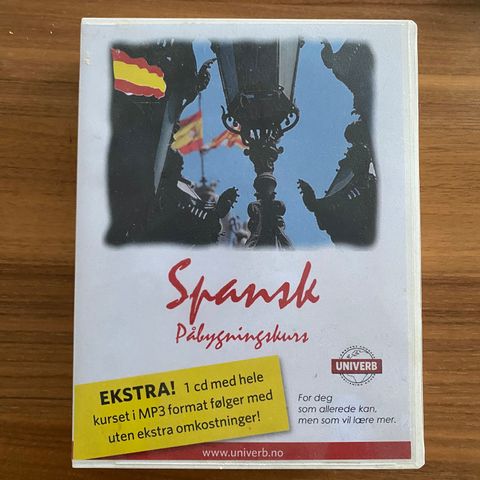 Spansk
Påbygningskurs
UNIVERB
EKSTRA! 1 cd med hele
kurset i MP3 format følger med
uten ekstra omkostninger!
For deg
som allerede kan,
men som vil lære mer.
www.univerb.no